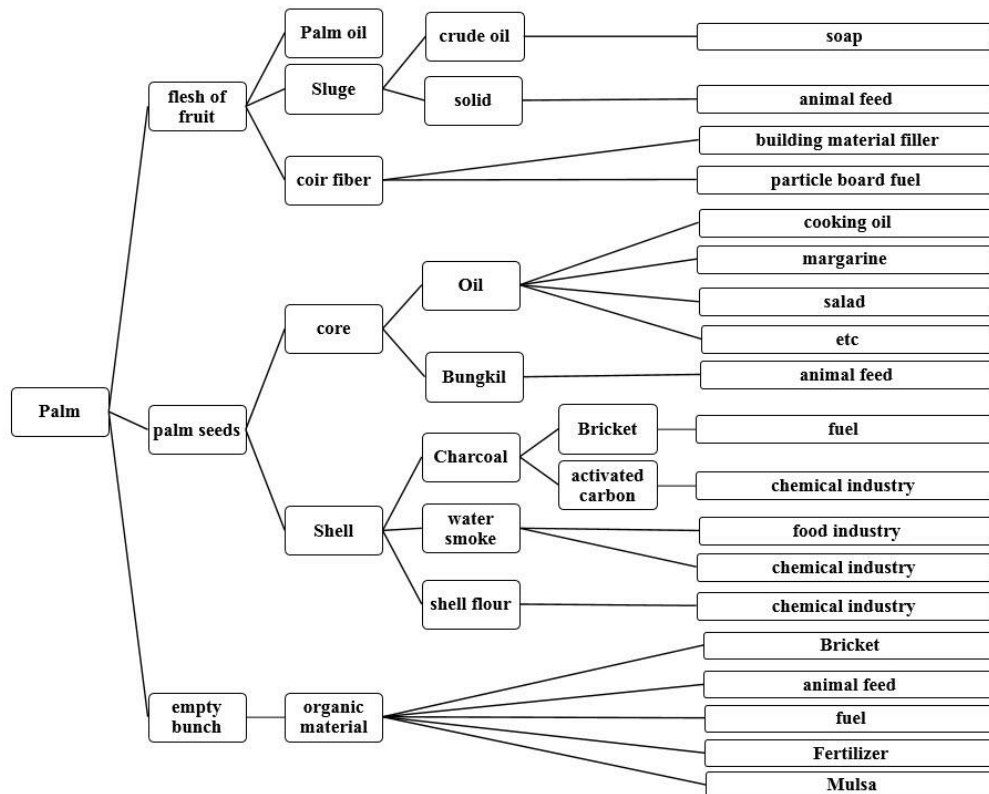 Palm
flesh of
fruit
palm seeds
empty
bunch
Palm oil
Sluge
coir fiber
core
Shell
organic
material
crude oil
solid
Oil
Bungkil
Charcoal
water
smoke
shell flour
Bricket
activated
carbon
soap
animal feed
building material filler
particle board fuel
cooking oil
margarine
salad
etc
animal feed
fuel
chemical industry
food industry
chemical industry
chemical industry
Bricket
animal feed
fuel
Fertilizer
Mulsa